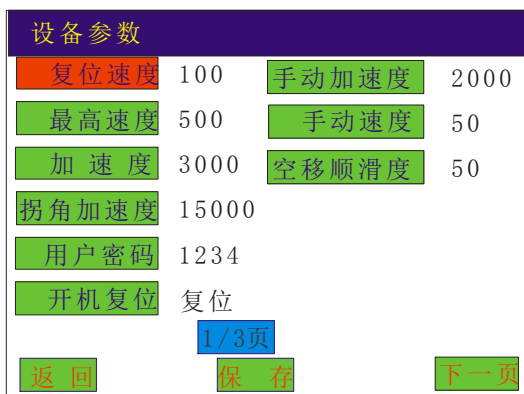 设备参数
复位速度 100 手动加速度 2000
最高速度 500 手动速度 50
加 速 度 3000 空移顺滑度 50
拐角加速度 15000
用户密码 1234
开机复位 复位
1/3页
返 回 保 存 下一页